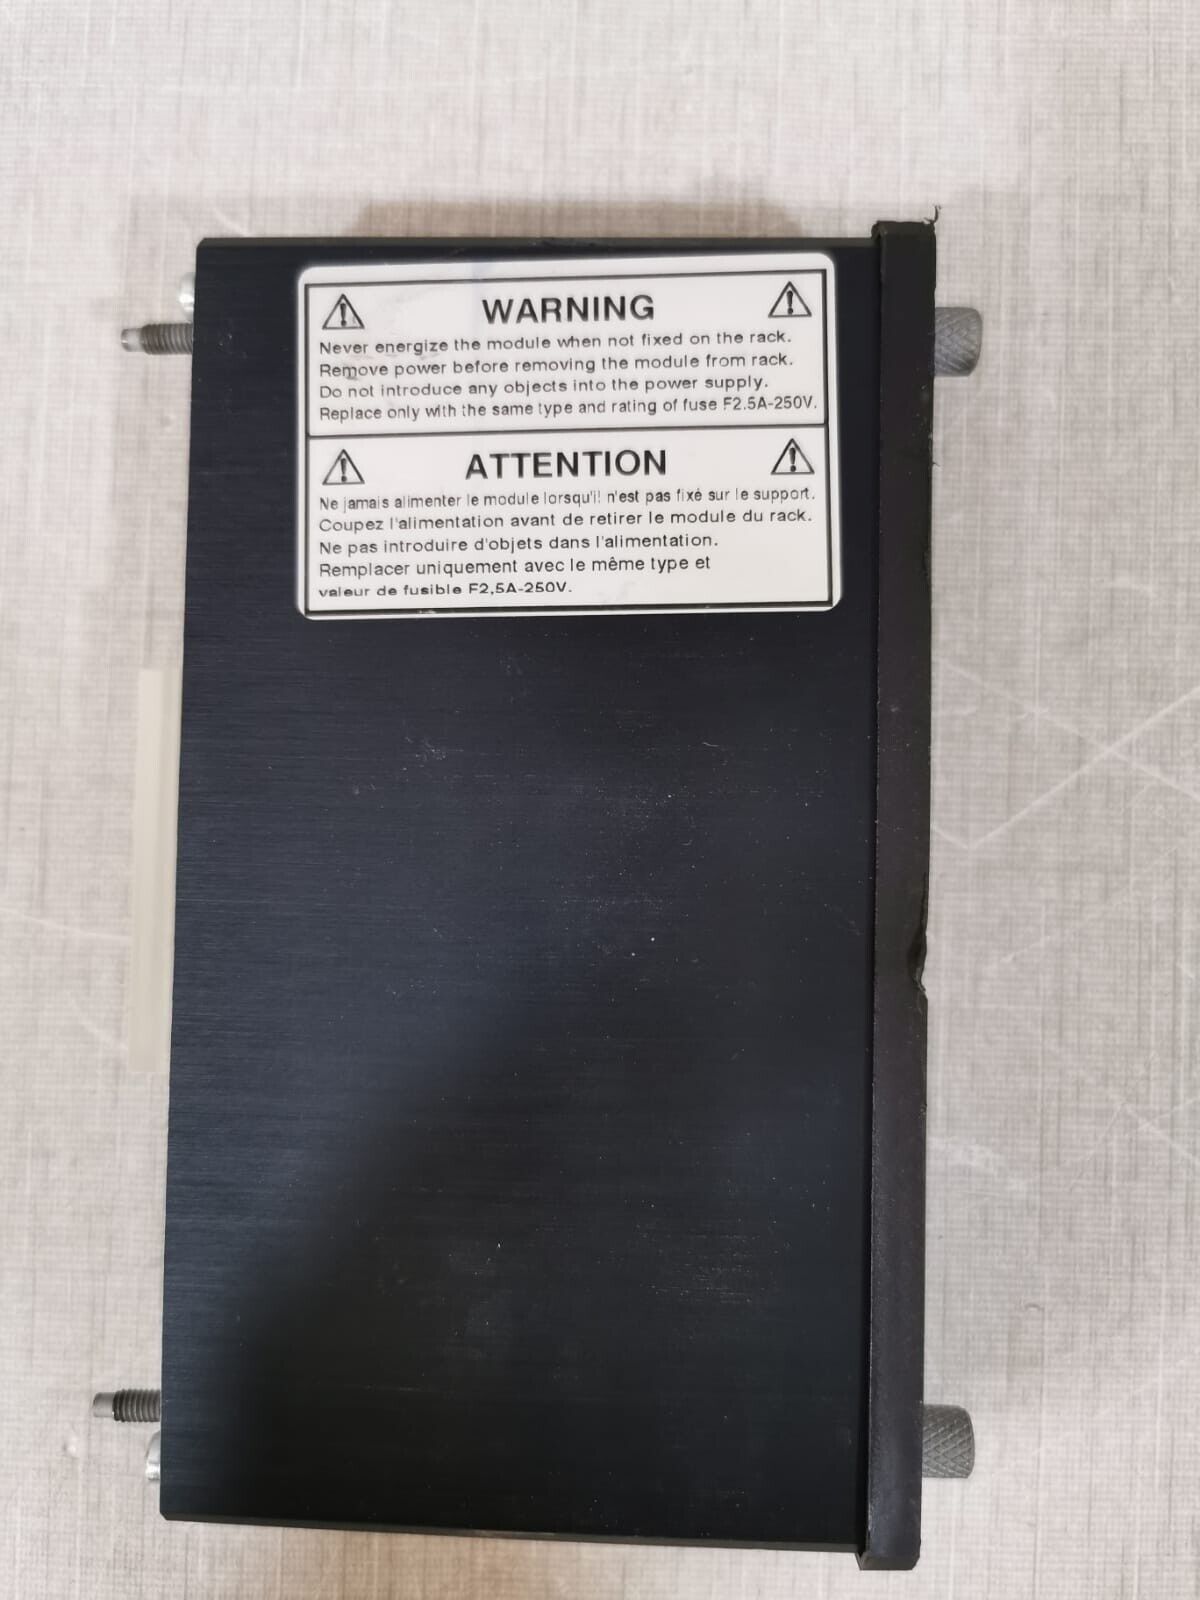 WARNING
Never energize the module when not fixed on the rack.
Remove power before removing the module from rack.
Do not introduce any objects into the power supply.
Replace only with the same type and rating of fuse F2.5A-250V.
ATTENTION
Ne jamais alimenter le module lorsqu'il n'est pas fixé sur le support.
Coupez l'alimentation avant de retirer le module du rack.
Ne pas introduire d'objets dans l'alimentation.
Remplacer uniquement avec le même type et
valeur de fusible F2,5A-250V.